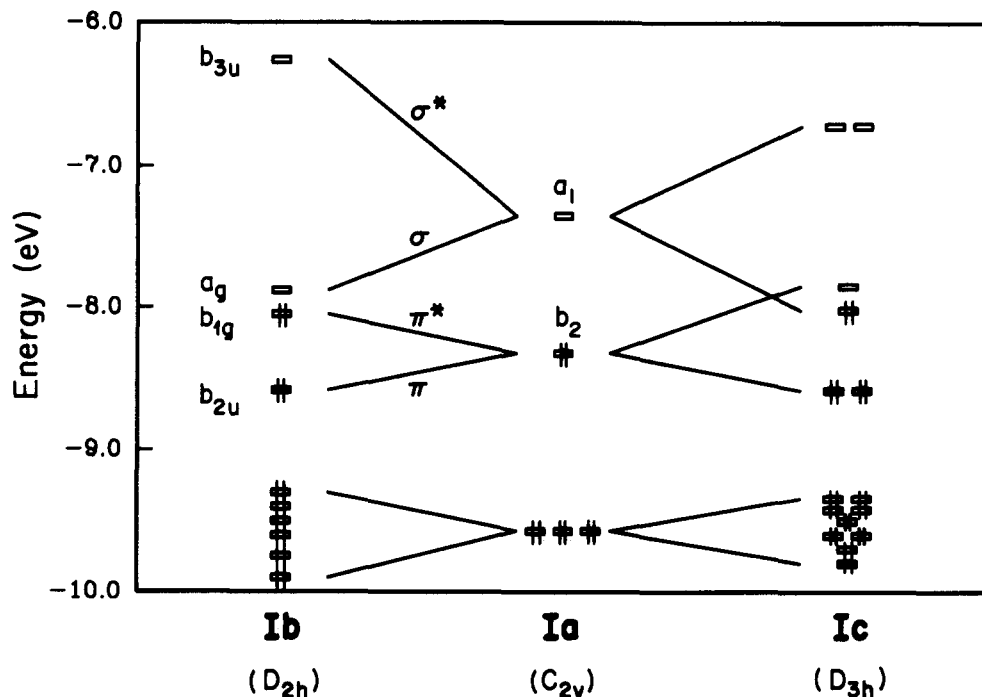 Energy (eV)
-6.0
-7.0
-8.0
-9.0
-10.0
b₃ᵤ
a_g
b₁g
b₂ᵤ
σ*
σ
π*
π
a₁
b₂
Ib Ia Ic
(D₂ₕ) (C₂ᵥ) (D₃ₕ)